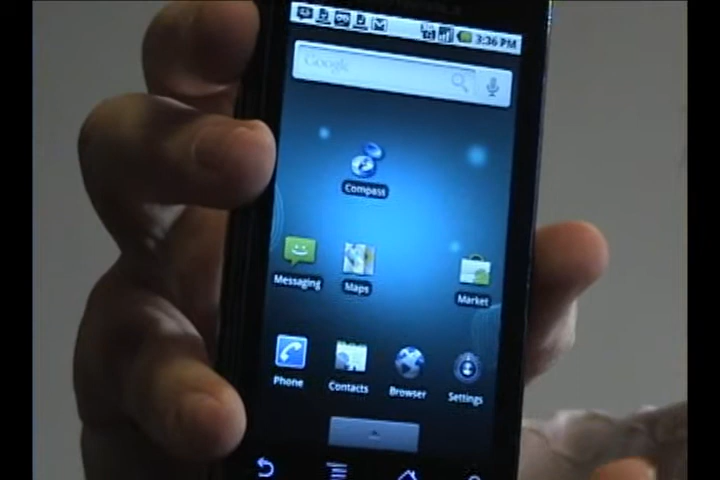 3:36 PM
Google
Compass
Messaging
Maps
Market
Phone
Contacts
Browser
Settings